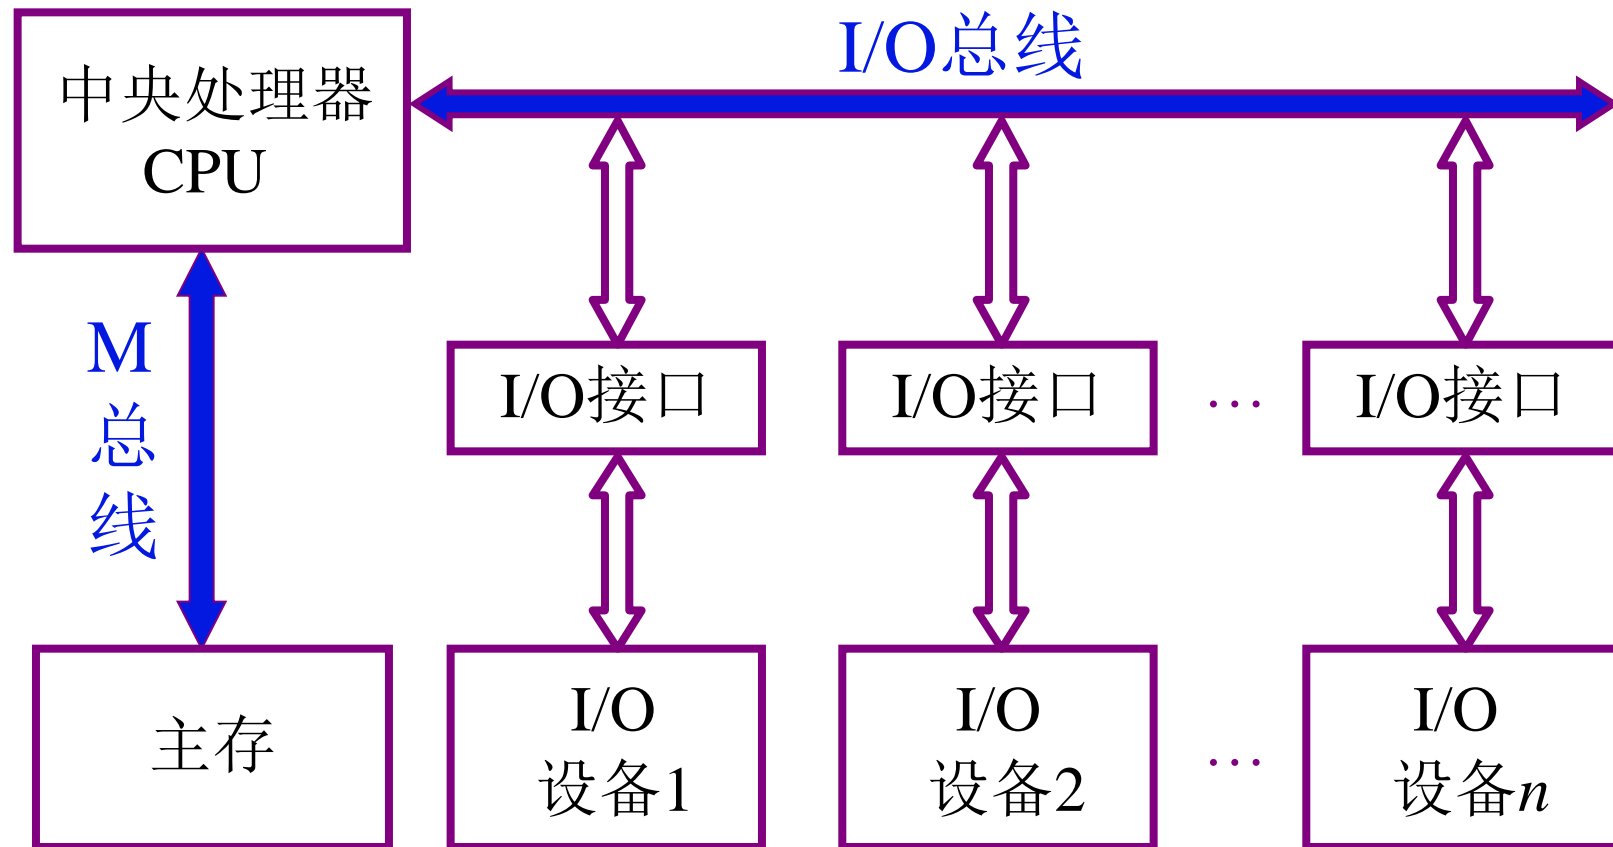 I/O总线
中央处理器
CPU
M
总
线
I/O接口
I/O接口
…
I/O接口
主存
I/O
设备1
I/O
设备2
…
I/O
设备n